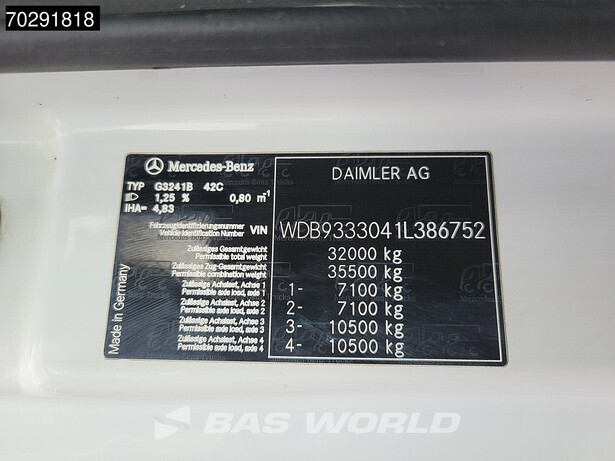 70291818
Mercedes-Benz
DAIMLER AG
TYP G3241B 42C
1,25 % 0,80 m⁻¹
iHA= 4,83
Fahrzeugidentifizierungsnummer
Vehicle Identification Number VIN WDB9333041L386752
Zulässiges Gesamtgewicht
Permissible total weight 32000 kg
Zulässiges Zug-Gesamtgewicht
Permissible combination weight 35500 kg
Zulässige Achslast, Achse 1
Permissible axle load, axle 1 1- 7100 kg
Zulässige Achslast, Achse 2
Permissible axle load, axle 2 2- 7100 kg
Zulässige Achslast, Achse 3
Permissible axle load, axle 3 3- 10500 kg
Zulässige Achslast, Achse 4
Permissible axle load, axle 4 4- 10500 kg
Made in Germany
BAS WORLD